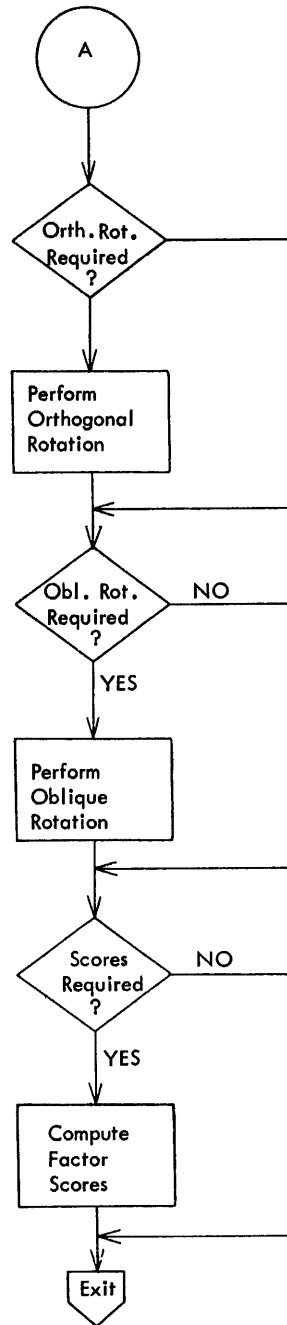 A
Orth. Rot.
Required
?
Perform
Orthogonal
Rotation
Obl. Rot.
Required
?
NO
YES
Perform
Oblique
Rotation
Scores
Required
?
NO
YES
Compute
Factor
Scores
Exit